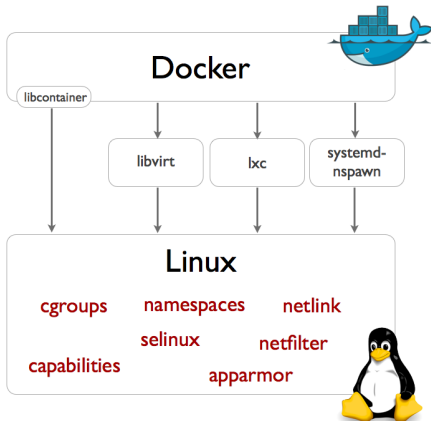 Docker
libcontainer
libvirt
lxc
systemd-
nspawn
Linux
cgroups
namespaces
netlink
selinux
netfilter
capabilities
apparmor